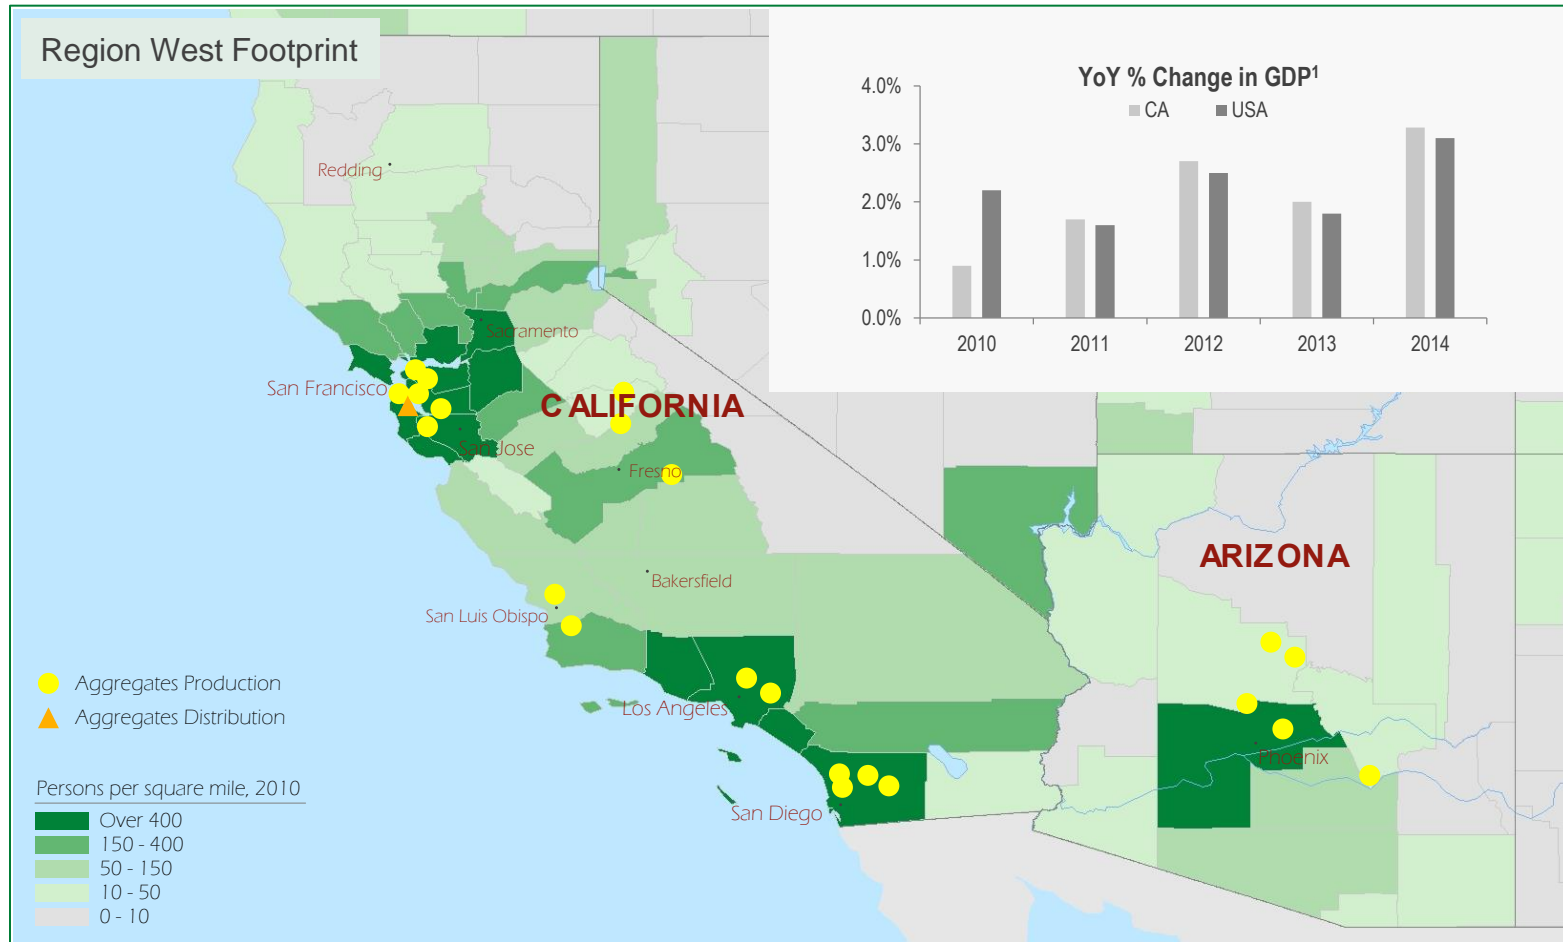 Region West Footprint
YoY % Change in GDP¹
CA
USA
4.0%
3.0%
2.0%
1.0%
0.0%
2010
2011
2012
2013
2014
Redding
Sacramento
San Francisco
CALIFORNIA
San Jose
Fresno
ARIZONA
Bakersfield
San Luis Obispo
Los Angeles
Phoenix
San Diego
Aggregates Production
Aggregates Distribution
Persons per square mile, 2010
Over 400
150 - 400
50 - 150
10 - 50
0 - 10